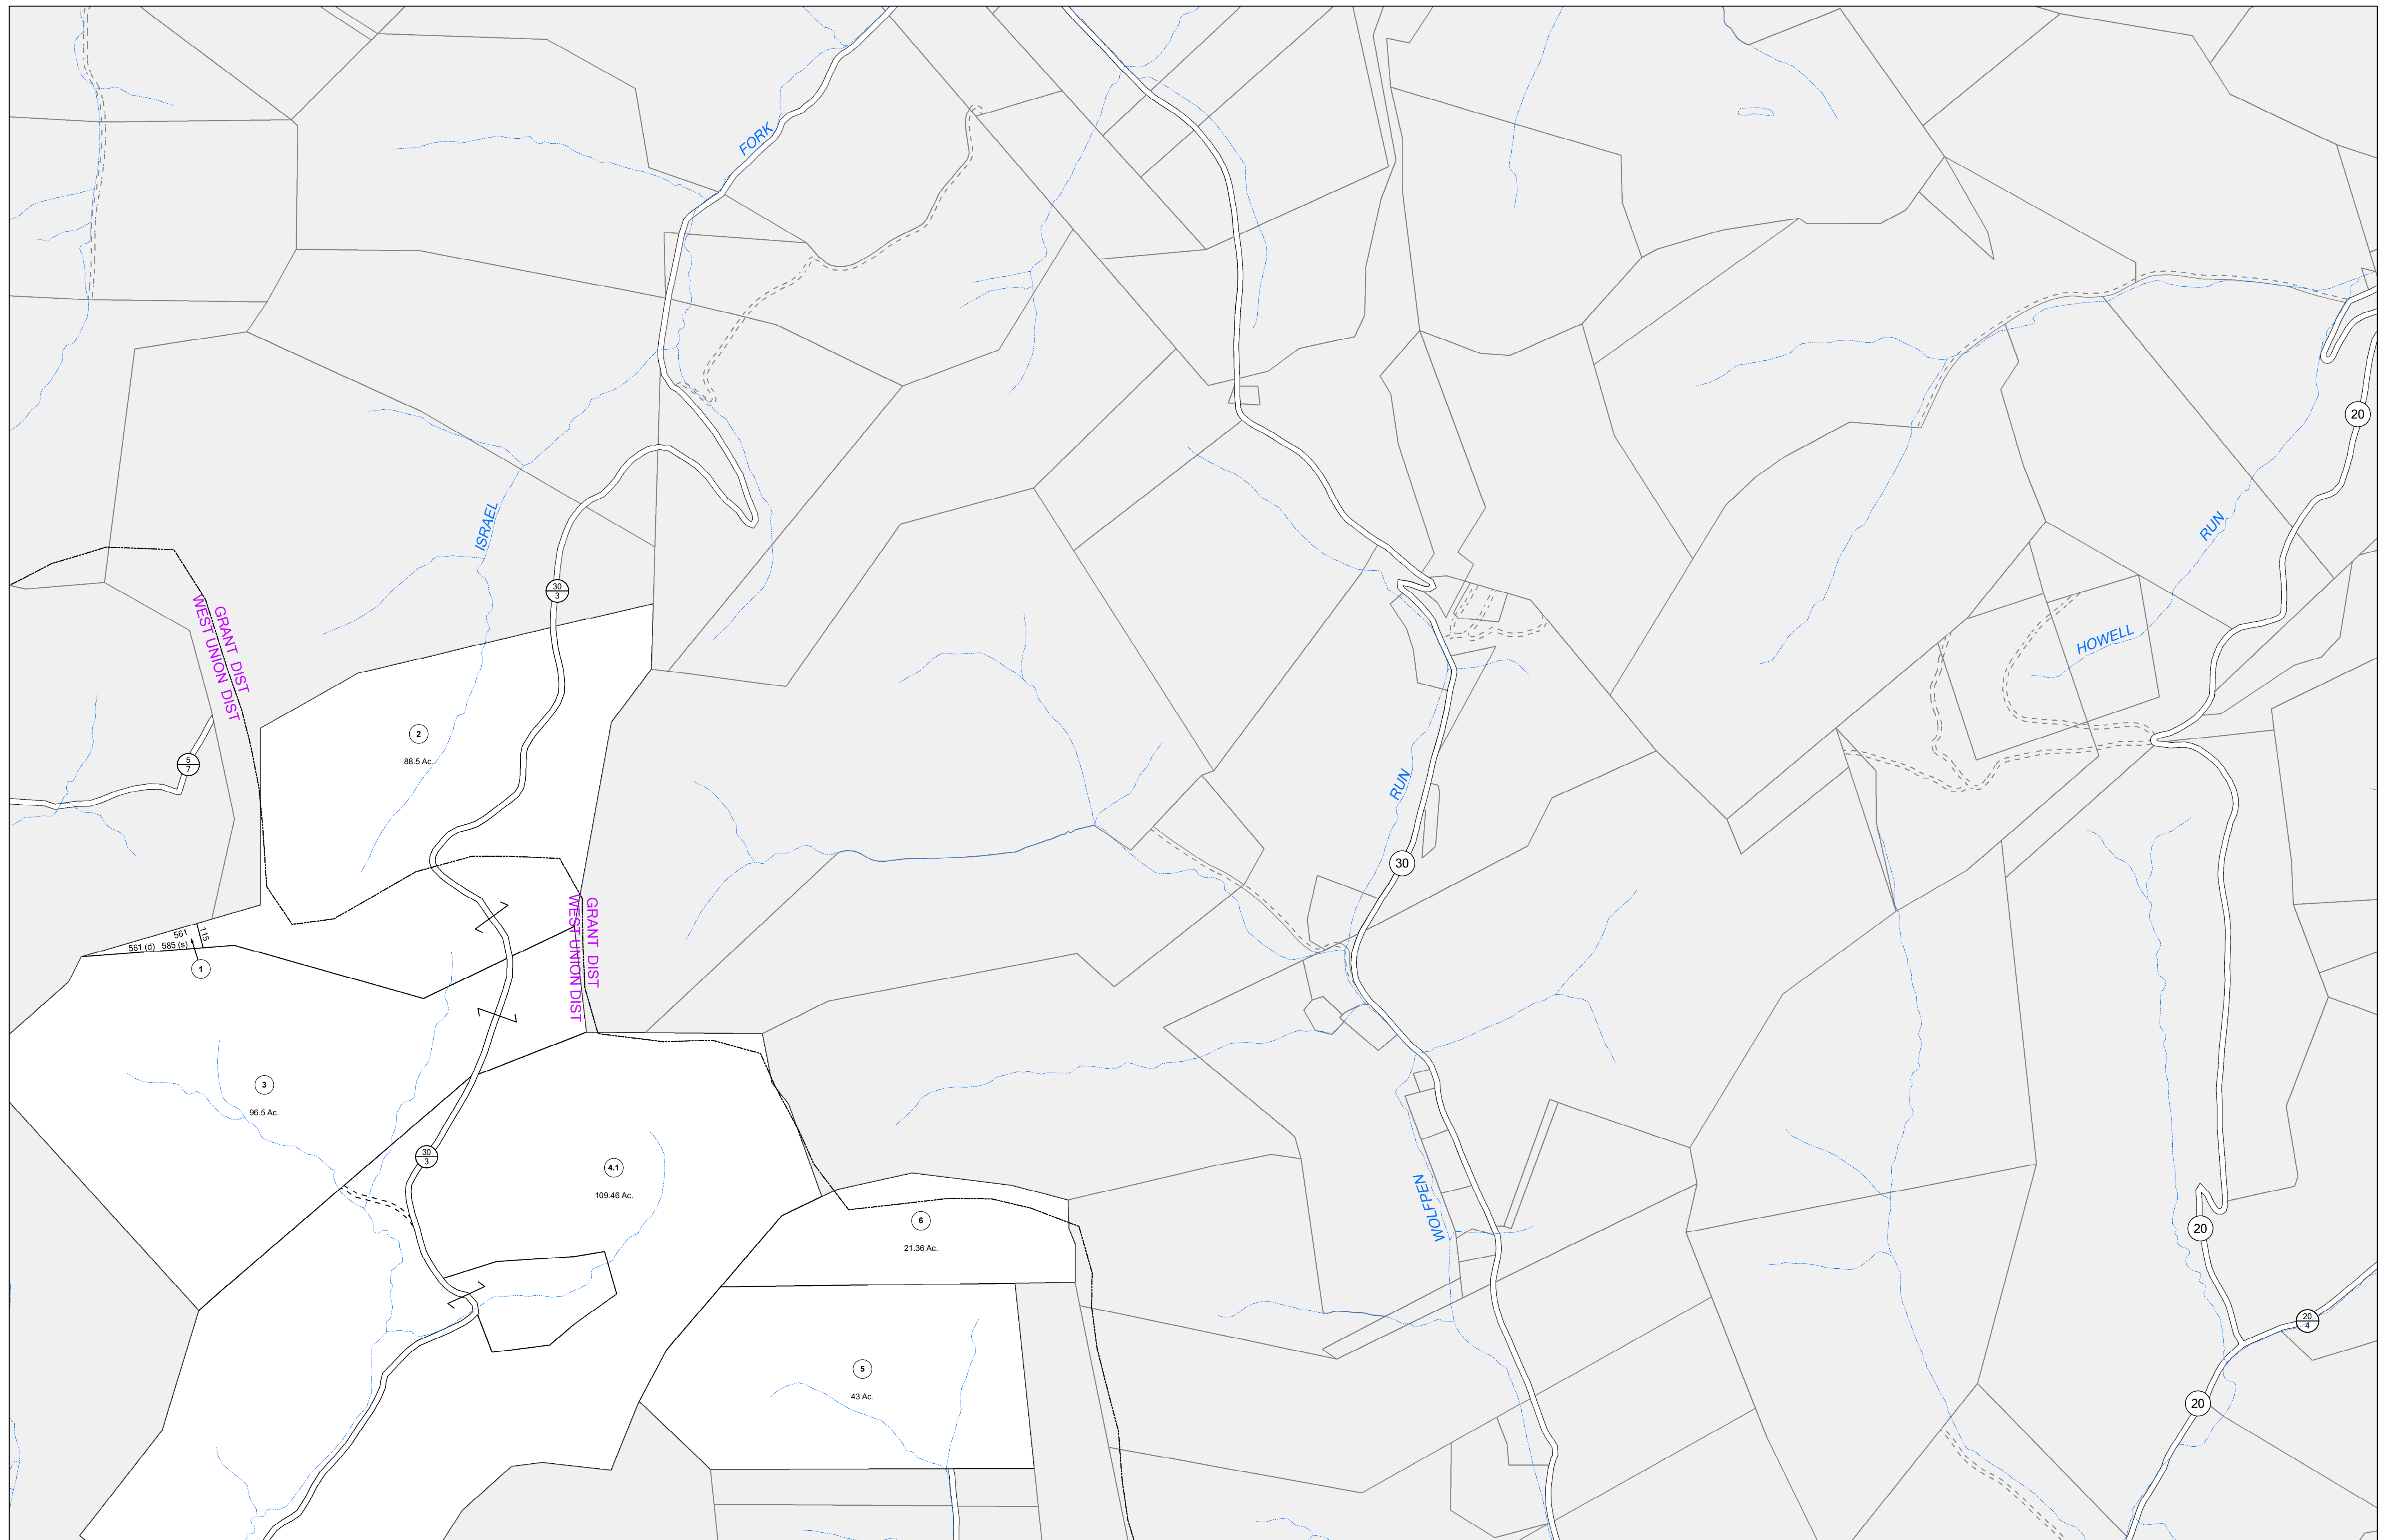 FORK
20
ISRAEL
RUN
30
3
GRANT DIST
WEST UNION DIST
HOWELL
2
5
7
88.5 Ac.
RUN
30
GRANT DIST
WEST UNION DIST
561
115
561 (d) 585 (s)
1
3
96.5 Ac.
30
3
4.1
109.46 Ac.
WOLFPEN
6
21.36 Ac.
20
20
4
5
43 Ac.
20